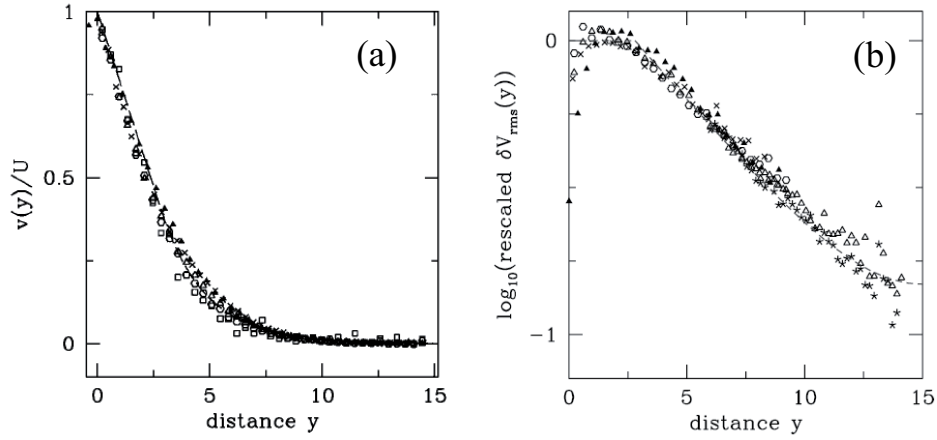 (a)
1
0.5
0
v(y)/U
0
5
10
15
distance y
(b)
0
-1
log₁₀(rescaled δVᵣₘₛ(y))
0
5
10
15
distance y